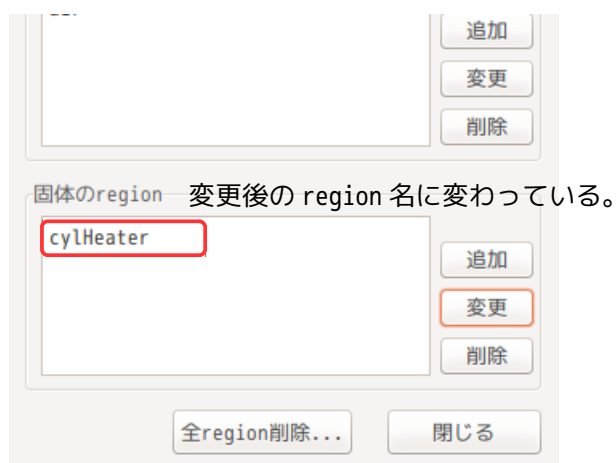 追加
変更
削除
固体のregion 変更後の region 名に変わっている。
cylHeater
追加
変更
削除
全region削除... 閉じる